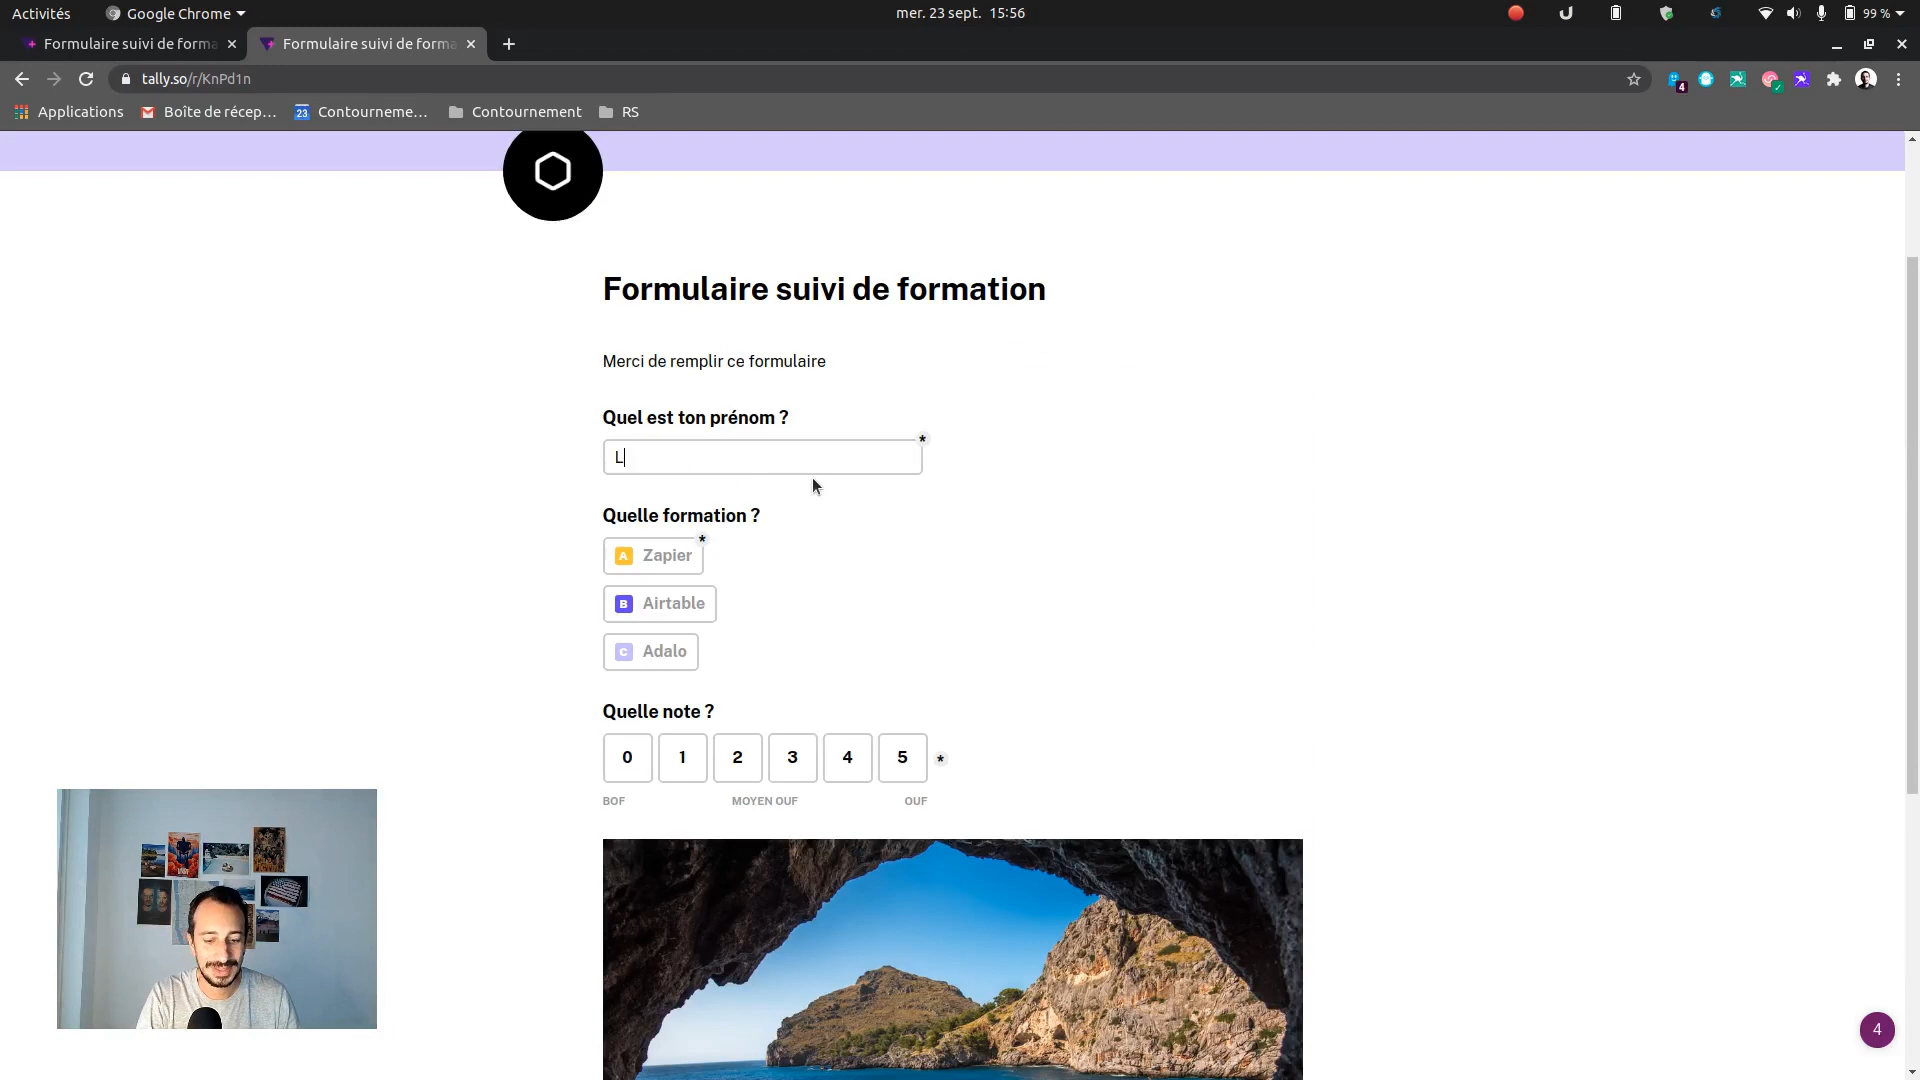 Activités Google Chrome mer. 23 sept. 15:56 99 %
Formulaire suivi de forma Formulaire suivi de forma
tally.so/r/KnPd1n 4
Applications Boîte de récep... 23 Contourneme... Contournement RS
Formulaire suivi de formation
Merci de remplir ce formulaire
Quel est ton prénom ?
*
L
Quelle formation ?
*
A Zapier
B Airtable
C Adalo
Quelle note ?
0 1 2 3 4 5 *
BOF MOYEN OUF OUF
4